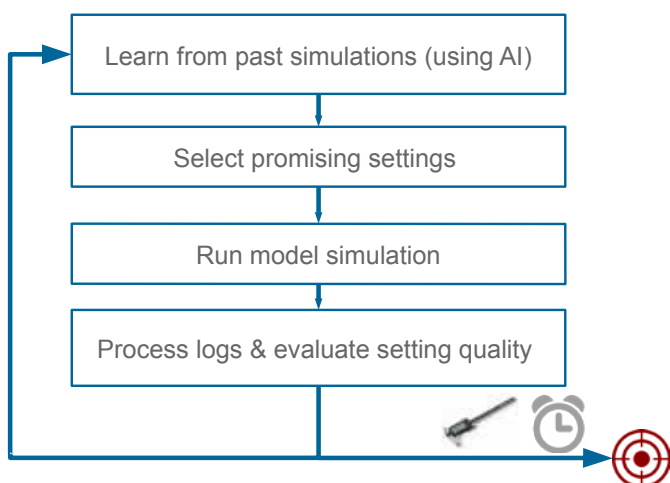 Learn from past simulations (using AI)
Select promising settings
Run model simulation
Process logs & evaluate setting quality